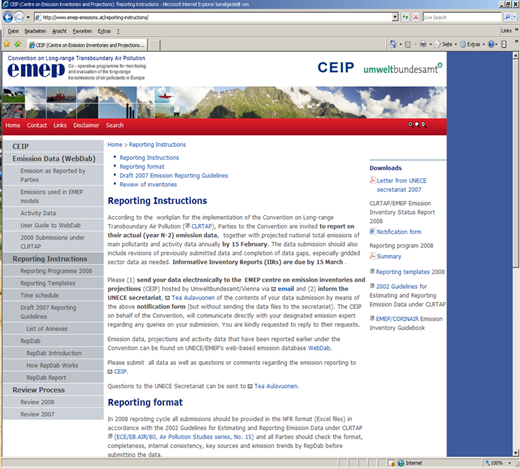 CEIP (Centre on Emission Inventories and Projections): Reporting Instructions - Microsoft Internet Explorer bereitgestellt von
http://www.emep-emissions.at/reporting-instructions/
Live Search
Datei Bearbeiten Ansicht Favoriten Extras ?
Links »
CEIP (Centre on Emission Inventories and Projections...
Seite Extras
Convention on Long-range Transboundary Air Pollution
emep
Co - operative programme for monitoring
and evaluation of the long-range
transmissions of air pollutants in Europe
CEIP
umweltbundesamt
Home Contact Links Disclaimer Search
CEIP
Emission Data (WebDab)
Emission as Reported by
Parties
Emissions used in EMEP
models
Activity Data
User Guide to WebDab
2008 Submissions under
CLRTAP
Reporting Instructions
Reporting Programme 2008
Reporting Templates
Time schedule
Draft 2007 Reporting
Guidelines
List of Annexes
RepDab
RepDab Introduction
How RepDab Works
RepDab Report
Review Process
Review 2008
Review 2007
Home > Reporting Instructions
Reporting Instructions
Reporting format
Draft 2007 Emission Reporting Guidelines
Review of inventories
Reporting Instructions
According to the workplan for the implementation of the Convention on Long-range
Transboundary Air Pollution ( CLRTAP), Parties to the Convention are invited to report on
their actual (year N-2) emission data, together with projected national total emissions of
main pollutants and activity data annually by 15 February. The data submission should also
include revisions of previously submitted data and completion of data gaps, especially gridded
sector data as needed. Informative Inventory Reports (IIRs) are due by 15 March .
Please (1) send your data electronically to the EMEP centre on emission inventories and
projections (CEIP) hosted by Umweltbundesamt/Vienna via email and (2) inform the
UNECE secretariat, Tea Aulavuonen. of the contents of your data submission by means of
the above notification form (but without sending the data files to the secretariat). The CEIP
on behalf of the Convention, will communicate directly with your designated emission expert
regarding any queries on your submission. You are kindly requested to reply to their requests.
Emission data, projections and activity data that have been reported earlier under the
Convention can be found on UNECE/EMEP's web-based emission database WebDab.
Please submit all data as well as questions or comments regarding the emission reporting to
CEIP.
Questions to the UNECE Secretariat can be sent to Tea Aulavuonen.
Reporting format
In 2008 reproting cycle all submissions should be provided in the NFR format (Excel files) in
accordance with the 2002 Guidelines for Estimating and Reporting Emission Data under CLRTAP
(ECE/EB.AIR/80, Air Pollution Studies series, No. 15) and all Parties should check the format,
completeness, internal consistency, key sources and emission trends by RepDab before
submitting the data.
Downloads
Letter from UNECE
secretariat 2007
CLRTAP/EMEP Emission
Inventory Status Report
2008
Notification form
Reporting program 2008
Summary
Reporting templates 2008
2002 Guidelines for
Estimating and Reporting
Emission Data under CLRTAP
EMEP/CORINAIR Emission
Inventory Guidebook
Internet
100%